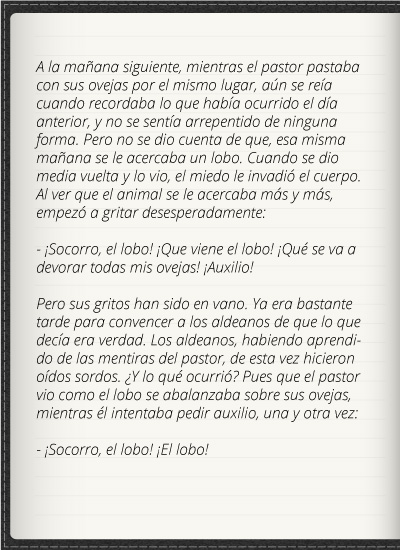 A la mañana siguiente, mientras el pastor pastaba
con sus ovejas por el mismo lugar, aún se reía
cuando recordaba lo que había ocurrido el día
anterior, y no se sentía arrepentido de ninguna
forma. Pero no se dio cuenta de que, esa misma
mañana se le acercaba un lobo. Cuando se dio
media vuelta y lo vio, el miedo le invadió el cuerpo.
Al ver que el animal se le acercaba más y más,
empezó a gritar desesperadamente:
- ¡Socorro, el lobo! ¡Que viene el lobo! ¡Qué se va a
devorar todas mis ovejas! ¡Auxilio!
Pero sus gritos han sido en vano. Ya era bastante
tarde para convencer a los aldeanos de que lo que
decía era verdad. Los aldeanos, habiendo aprendi-
do de las mentiras del pastor, de esta vez hicieron
oídos sordos. ¿Y lo qué ocurrió? Pues que el pastor
vio como el lobo se abalanzaba sobre sus ovejas,
mientras él intentaba pedir auxilio, una y otra vez:
- ¡Socorro, el lobo! ¡El lobo!